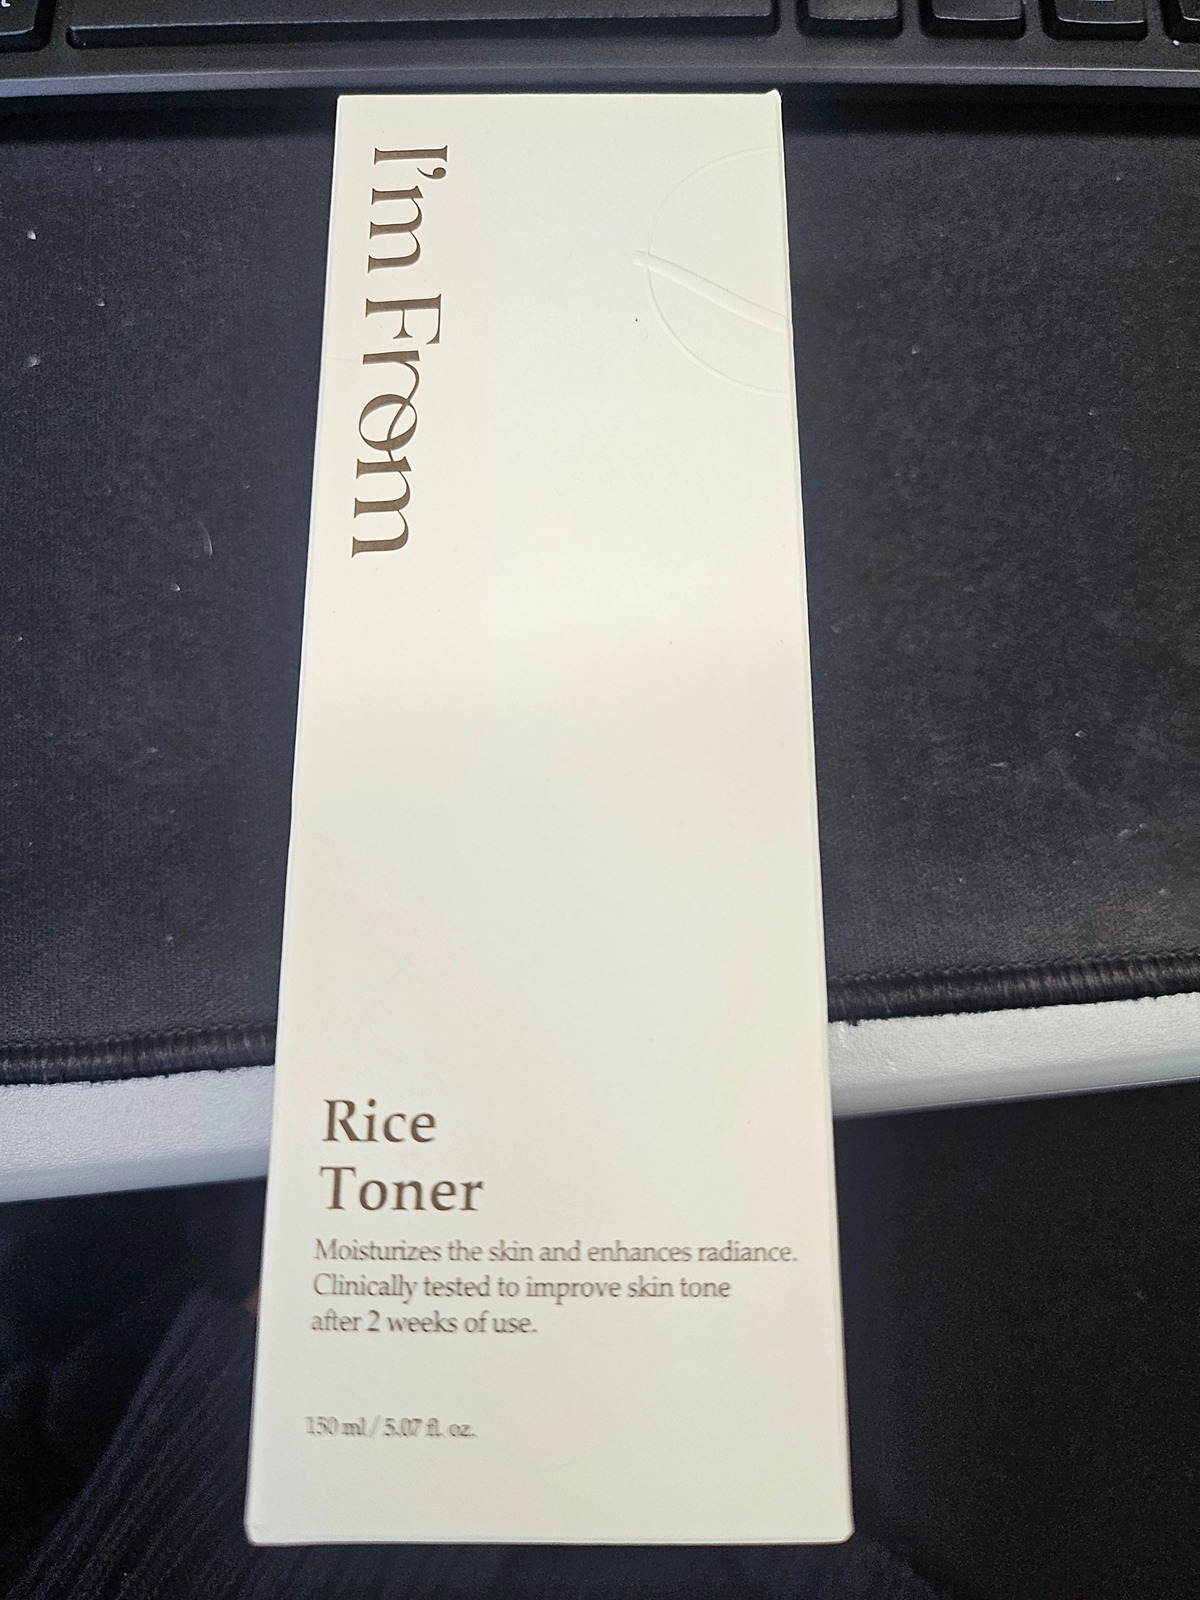 I'm From
Rice
Toner
Moisturizes the skin and enhances radiance.
Clinically tested to improve skin tone
after 2 weeks of use.
150 ml / 5.07 fl. oz.